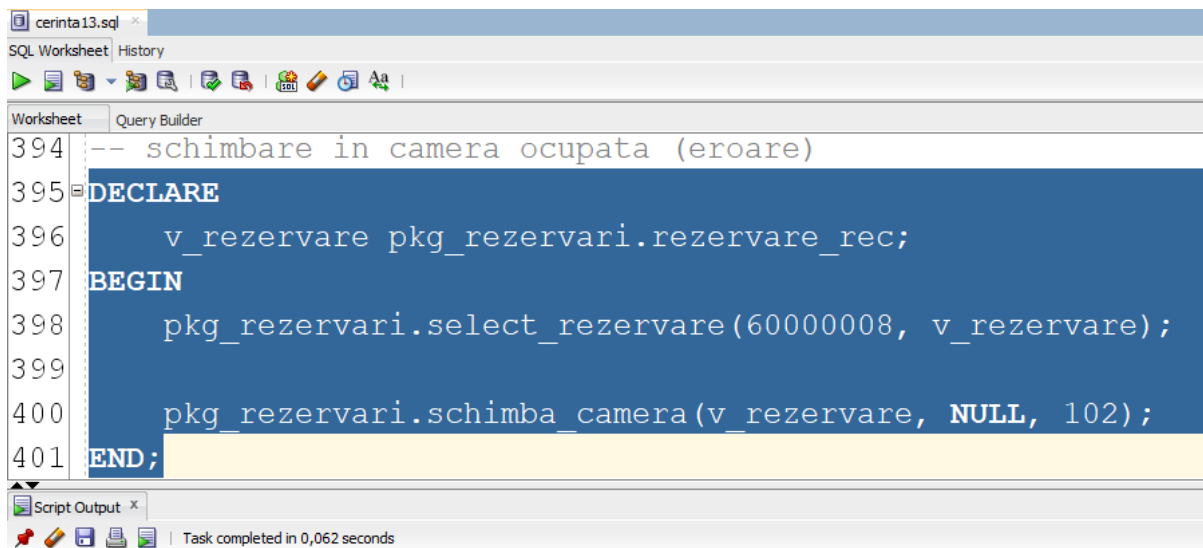 cerinta13.sql
SQL Worksheet History
Worksheet Query Builder
394 -- schimbare in camera ocupata (eroare)
395 DECLARE
396 v_rezervare pkg_rezervari.rezervare_rec;
397 BEGIN
398 pkg_rezervari.select_rezervare(60000008, v_rezervare);
399
400 pkg_rezervari.schimba_camera(v_rezervare, NULL, 102);
401 END;
Script Output x
Task completed in 0,062 seconds